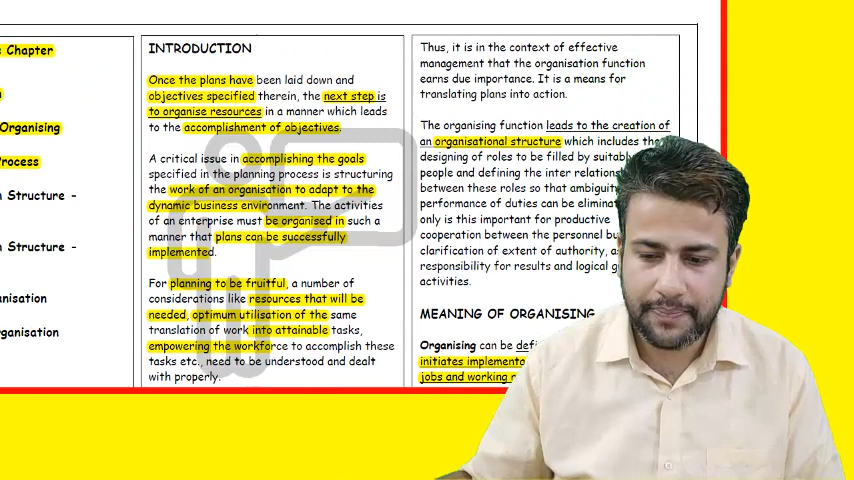 e Chapter
n
Organising
Process
n Structure -
n Structure -
anisation
rganisation
INTRODUCTION
Once the plans have been laid down and
objectives specified therein, the next step is
to organise resources in a manner which leads
to the accomplishment of objectives.
A critical issue in accomplishing the goals
specified in the planning process is structuring
the work of an organisation to adapt to the
dynamic business environment. The activities
of an enterprise must be organised in such a
manner that plans can be successfully
implemented.
For planning to be fruitful, a number of
considerations like resources that will be
needed, optimum utilisation of the same
translation of work into attainable tasks,
empowering the workforce to accomplish these
tasks etc., need to be understood and dealt
with properly.
Thus, it is in the context of effective
management that the organisation function
earns due importance. It is a means for
translating plans into action.
The organising function leads to the creation of
an organisational structure which includes the
designing of roles to be filled by suitably
people and defining the inter
between these roles so that
performance of duties can be
only is this important for productive
cooperation between the personnel
clarification of extent of authority,
responsibility for results and logical
activities.
MEANING OF ORGANISING
Organising can be
initiates
jobs and working